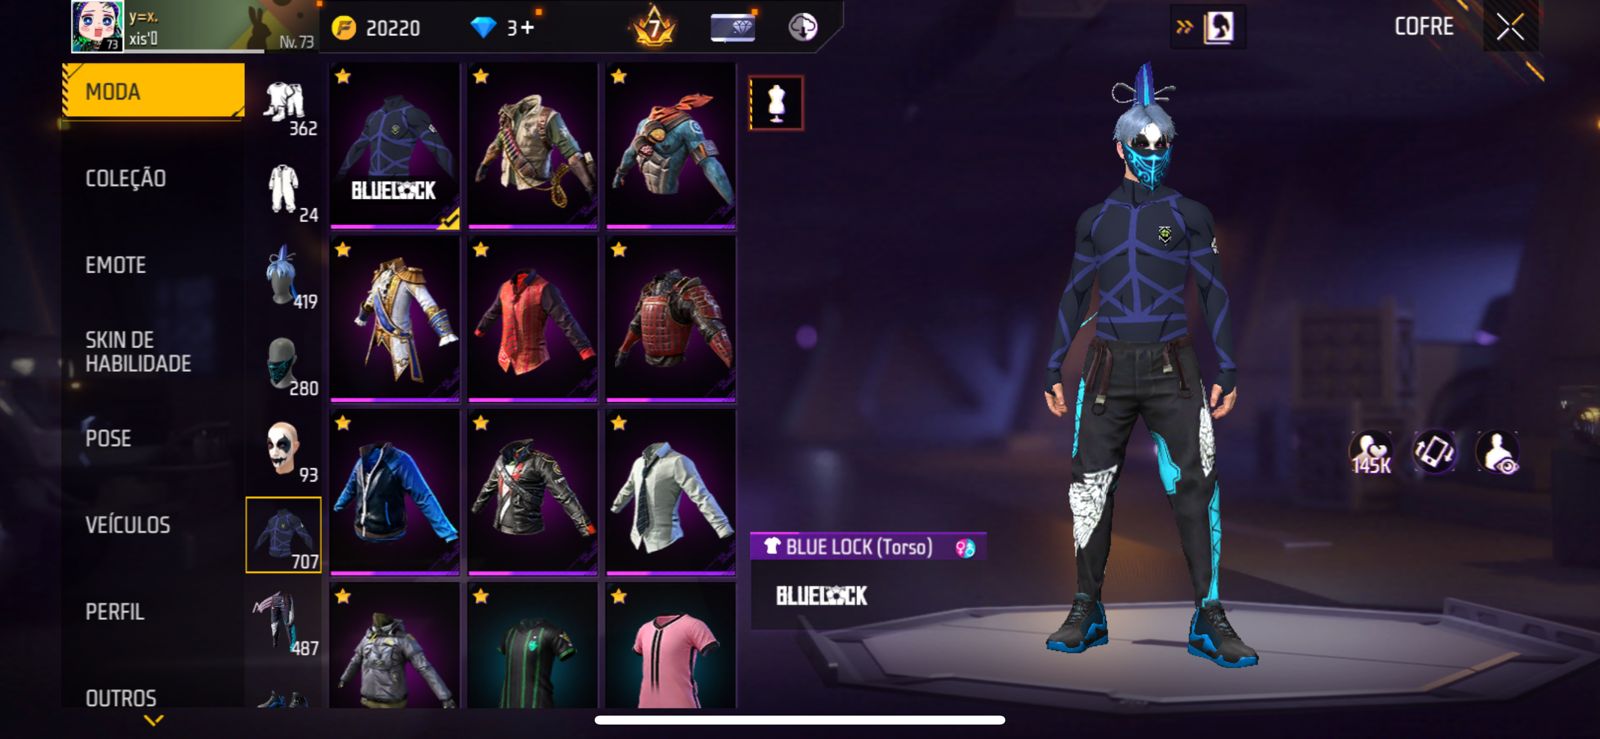 y=x.
xis'▯
73
Nv. 73
20220
3+
7
COFRE
MODA
COLEÇÃO
EMOTE
SKIN DE
HABILIDADE
POSE
VEÍCULOS
PERFIL
OUTROS
362
24
419
280
93
707
487
BLUELOCK
145K
BLUE LOCK (Torso)
BLUELOCK